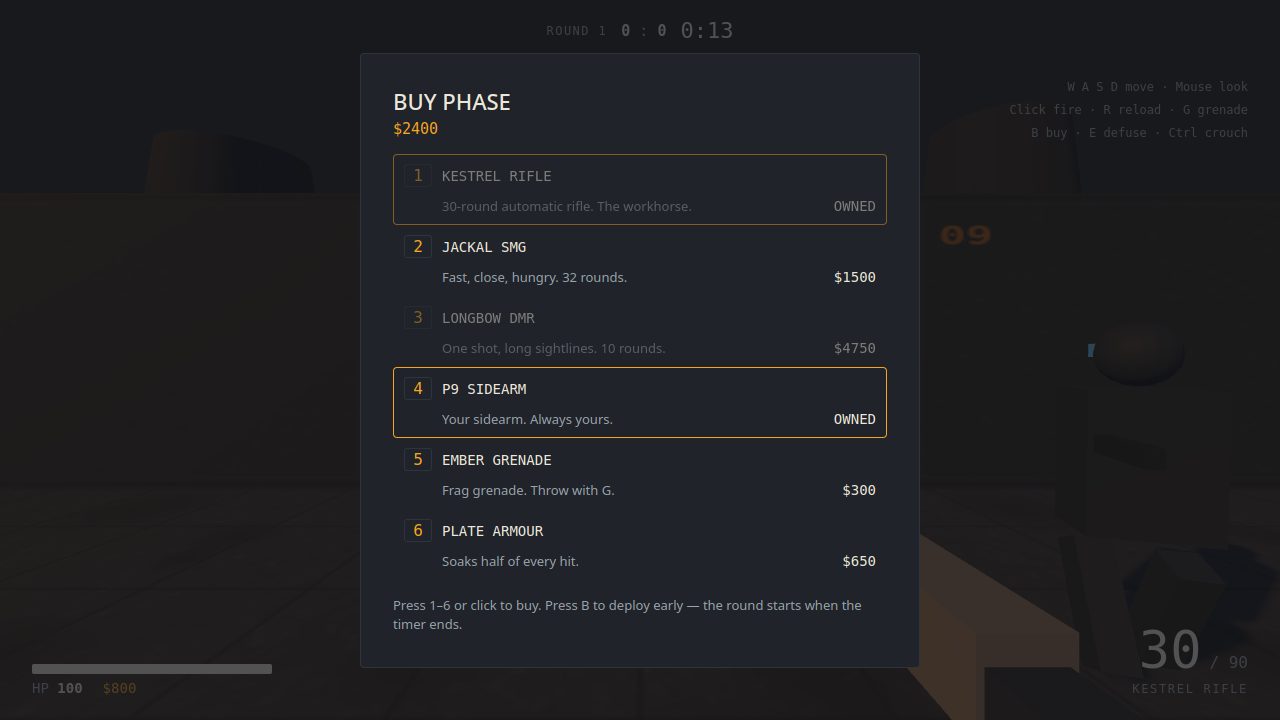 ROUND 1 0 : 0 0:13
W A S D move · Mouse look
Click fire · R reload · G grenade
B buy · E defuse · Ctrl crouch
BUY PHASE
$2400
1 KESTREL RIFLE
30-round automatic rifle. The workhorse. OWNED
2 JACKAL SMG
Fast, close, hungry. 32 rounds. $1500
3 LONGBOW DMR
One shot, long sightlines. 10 rounds. $4750
4 P9 SIDEARM
Your sidearm. Always yours. OWNED
5 EMBER GRENADE
Frag grenade. Throw with G. $300
6 PLATE ARMOUR
Soaks half of every hit. $650
Press 1–6 or click to buy. Press B to deploy early — the round starts when the
timer ends.
09
HP 100 $800
30 / 90
KESTREL RIFLE